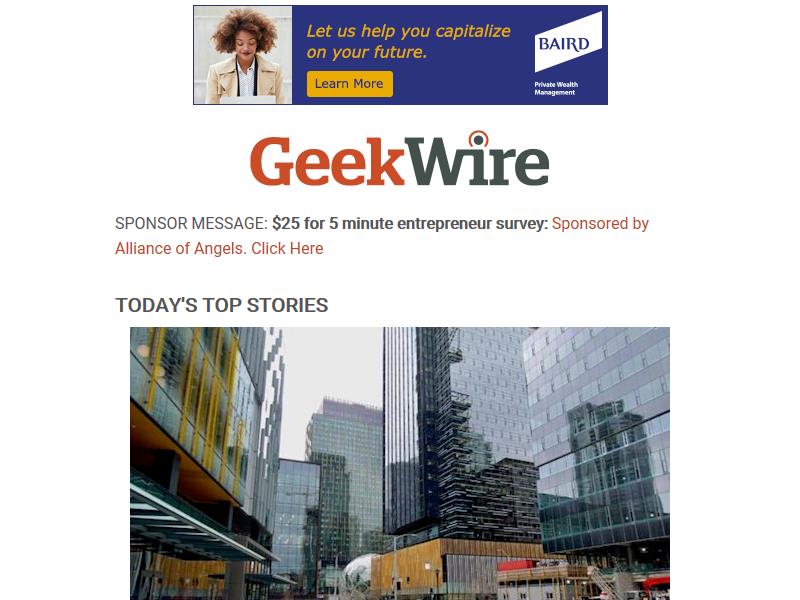 Let us help you capitalize
on your future.
Learn More
BAIRD
Private Wealth
Management
GeekWire
SPONSOR MESSAGE: $25 for 5 minute entrepreneur survey: Sponsored by
Alliance of Angels. Click Here
TODAY'S TOP STORIES